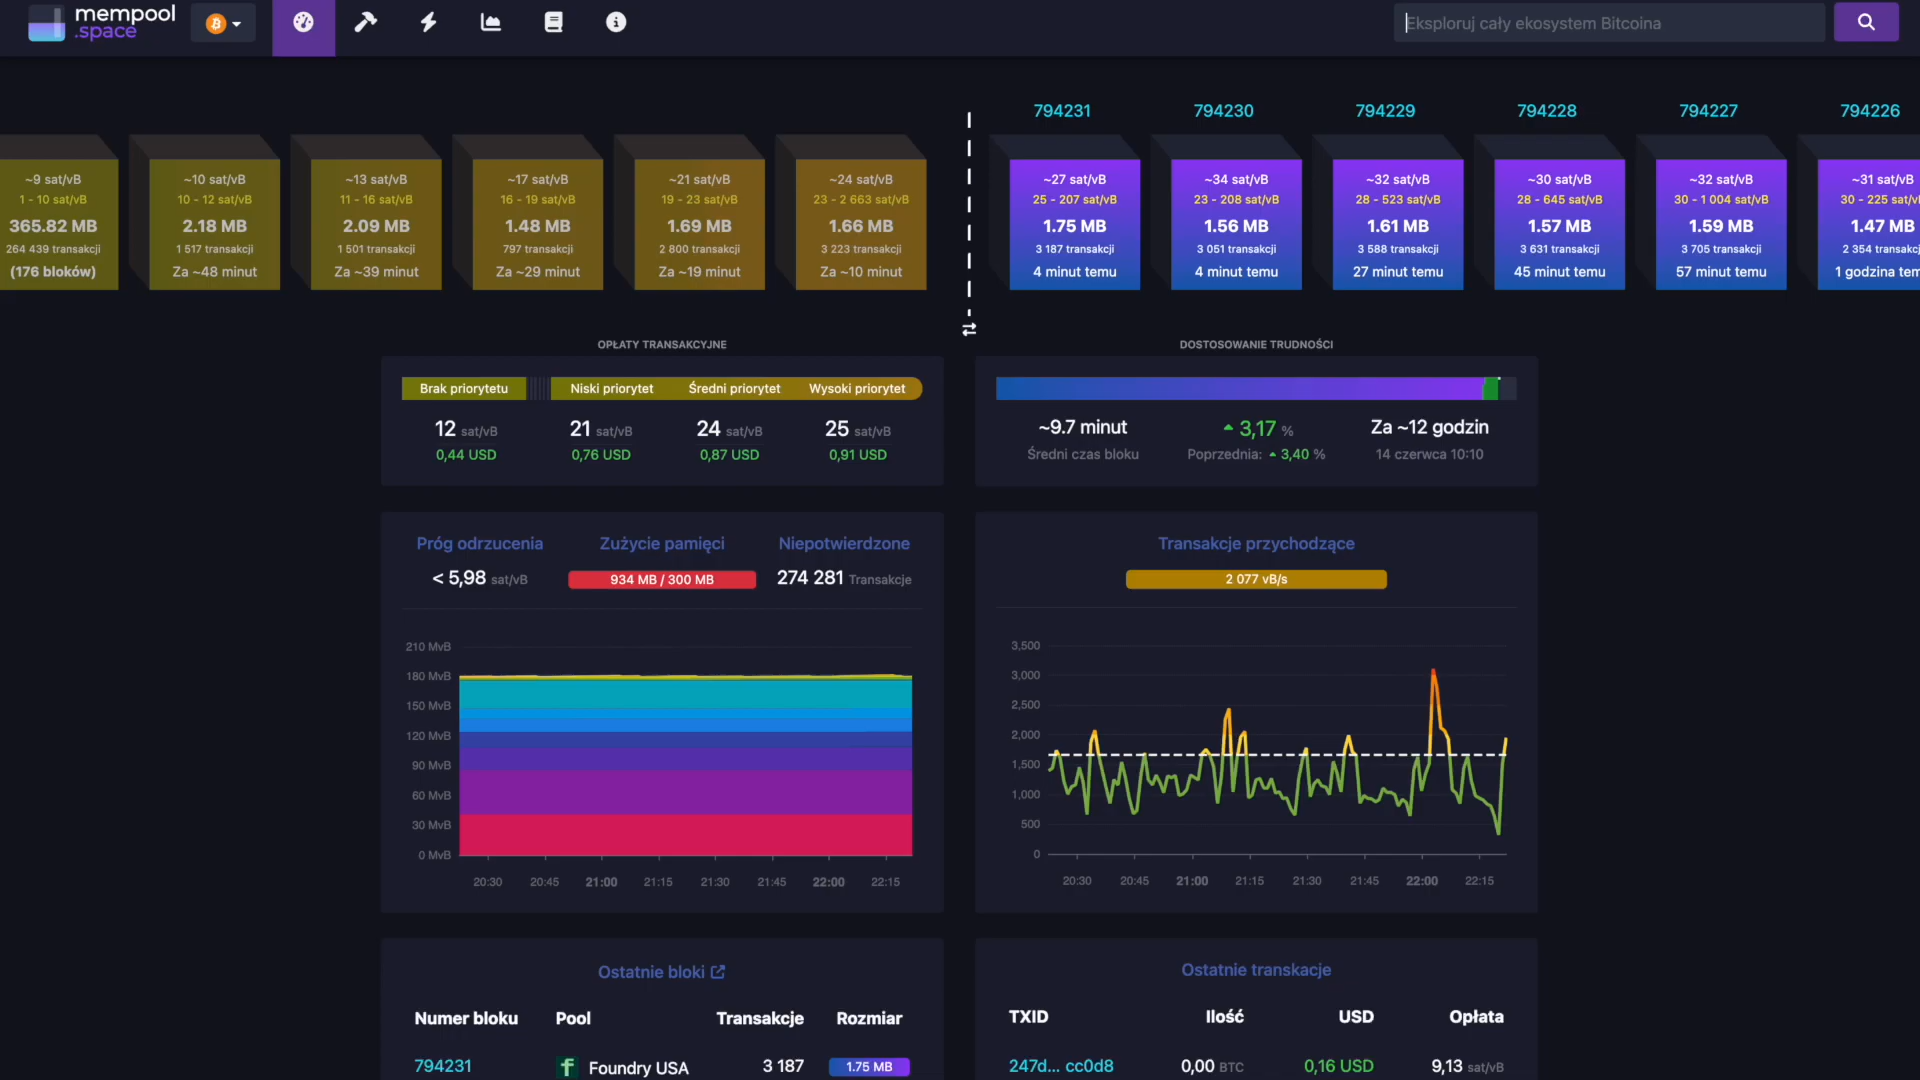 mempool
.space
Eksploruj cały ekosystem Bitcoina
794231
794230
794229
794228
794227
794226
~9 sat/vB
1 - 10 sat/vB
365.82 MB
264 439 transakcji
(176 bloków)
~10 sat/vB
10 - 12 sat/vB
2.18 MB
1 517 transakcji
Za ~48 minut
~13 sat/vB
11 - 16 sat/vB
2.09 MB
1 501 transakcji
Za ~39 minut
~17 sat/vB
16 - 19 sat/vB
1.48 MB
797 transakcji
Za ~29 minut
~21 sat/vB
19 - 23 sat/vB
1.69 MB
2 800 transakcji
Za ~19 minut
~24 sat/vB
23 - 2 663 sat/vB
1.66 MB
3 223 transakcji
Za ~10 minut
~27 sat/vB
25 - 207 sat/vB
1.75 MB
3 187 transakcji
4 minut temu
~34 sat/vB
23 - 208 sat/vB
1.56 MB
3 051 transakcji
4 minut temu
~32 sat/vB
28 - 523 sat/vB
1.61 MB
3 588 transakcji
27 minut temu
~30 sat/vB
28 - 645 sat/vB
1.57 MB
3 631 transakcji
45 minut temu
~32 sat/vB
30 - 1 004 sat/vB
1.59 MB
3 705 transakcji
57 minut temu
~31 sat/vB
30 - 225 sat/v
1.47 MB
2 354 transakc
1 godzina tem
OPŁATY TRANSAKCYJNE
Brak priorytetu Niski priorytet Średni priorytet Wysoki priorytet
12 sat/vB 21 sat/vB 24 sat/vB 25 sat/vB
0,44 USD 0,76 USD 0,87 USD 0,91 USD
DOSTOSOWANIE TRUDNOŚCI
~9.7 minut 3,17 % Za ~12 godzin
Średni czas bloku Poprzednia: 3,40 % 14 czerwca 10:10
Próg odrzucenia Zużycie pamięci Niepotwierdzone
< 5,98 sat/vB 934 MB / 300 MB 274 281 Transakcje
210 MvB
180 MvB
150 MvB
120 MvB
90 MvB
60 MvB
30 MvB
0 MvB
20:30 20:45 21:00 21:15 21:30 21:45 22:00 22:15
Transakcje przychodzące
2 077 vB/s
3,500
3,000
2,500
2,000
1,500
1,000
500
0
20:30 20:45 21:00 21:15 21:30 21:45 22:00 22:15
Ostatnie bloki
Numer bloku Pool Transakcje Rozmiar
794231 Foundry USA 3 187 1.75 MB
Ostatnie transkacje
TXID Ilość USD Opłata
247d... cc0d8 0,00 BTC 0,16 USD 9,13 sat/vB